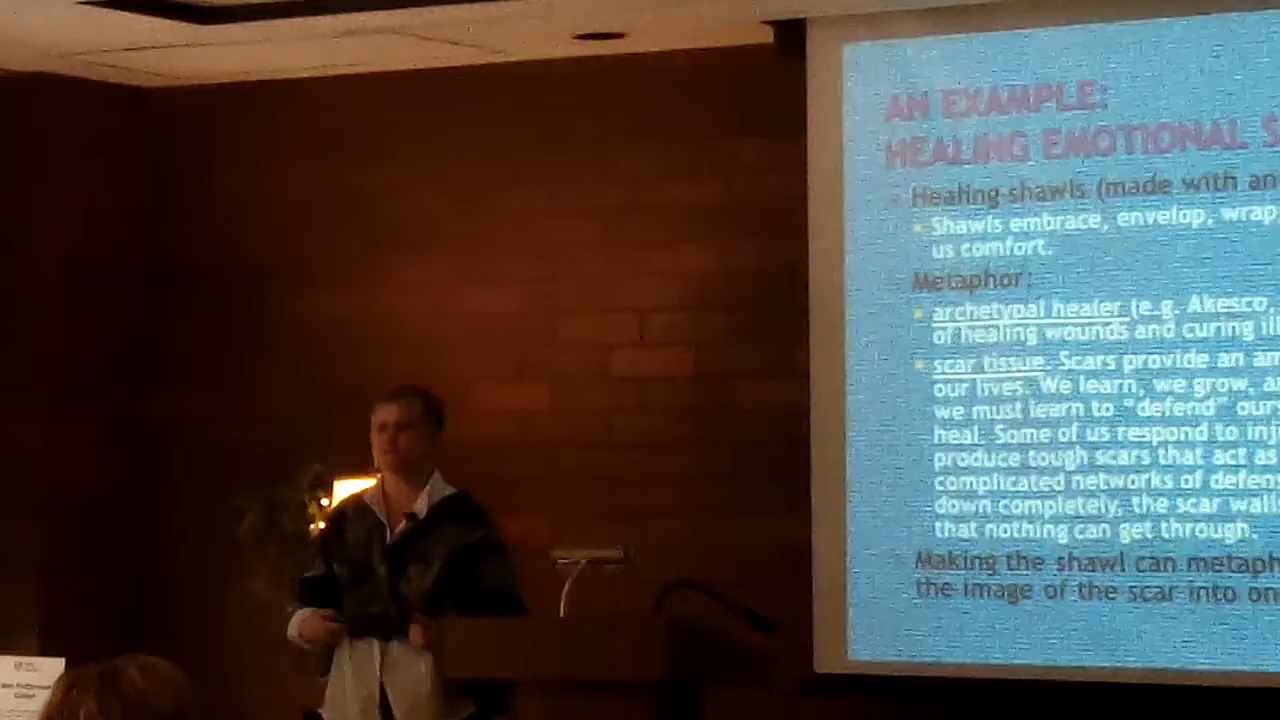 AN EXAMPLE:
HEALING EMOTIONAL S
Healing shawls (made with an
Shawls embrace, envelop, wrap
us comfort.
Metaphor:
archetypal healer (e.g. Akesco,
of healing wounds and curing ill
scar tissue. Scars provide an am
our lives. We learn, we grow, a
we must learn to "defend" our
heal. Some of us respond to inj
produce tough scars that act as
complicated networks of defens
down completely, the scar wall
that nothing can get through.
Making the shawl can metaph
the image of the scar into on